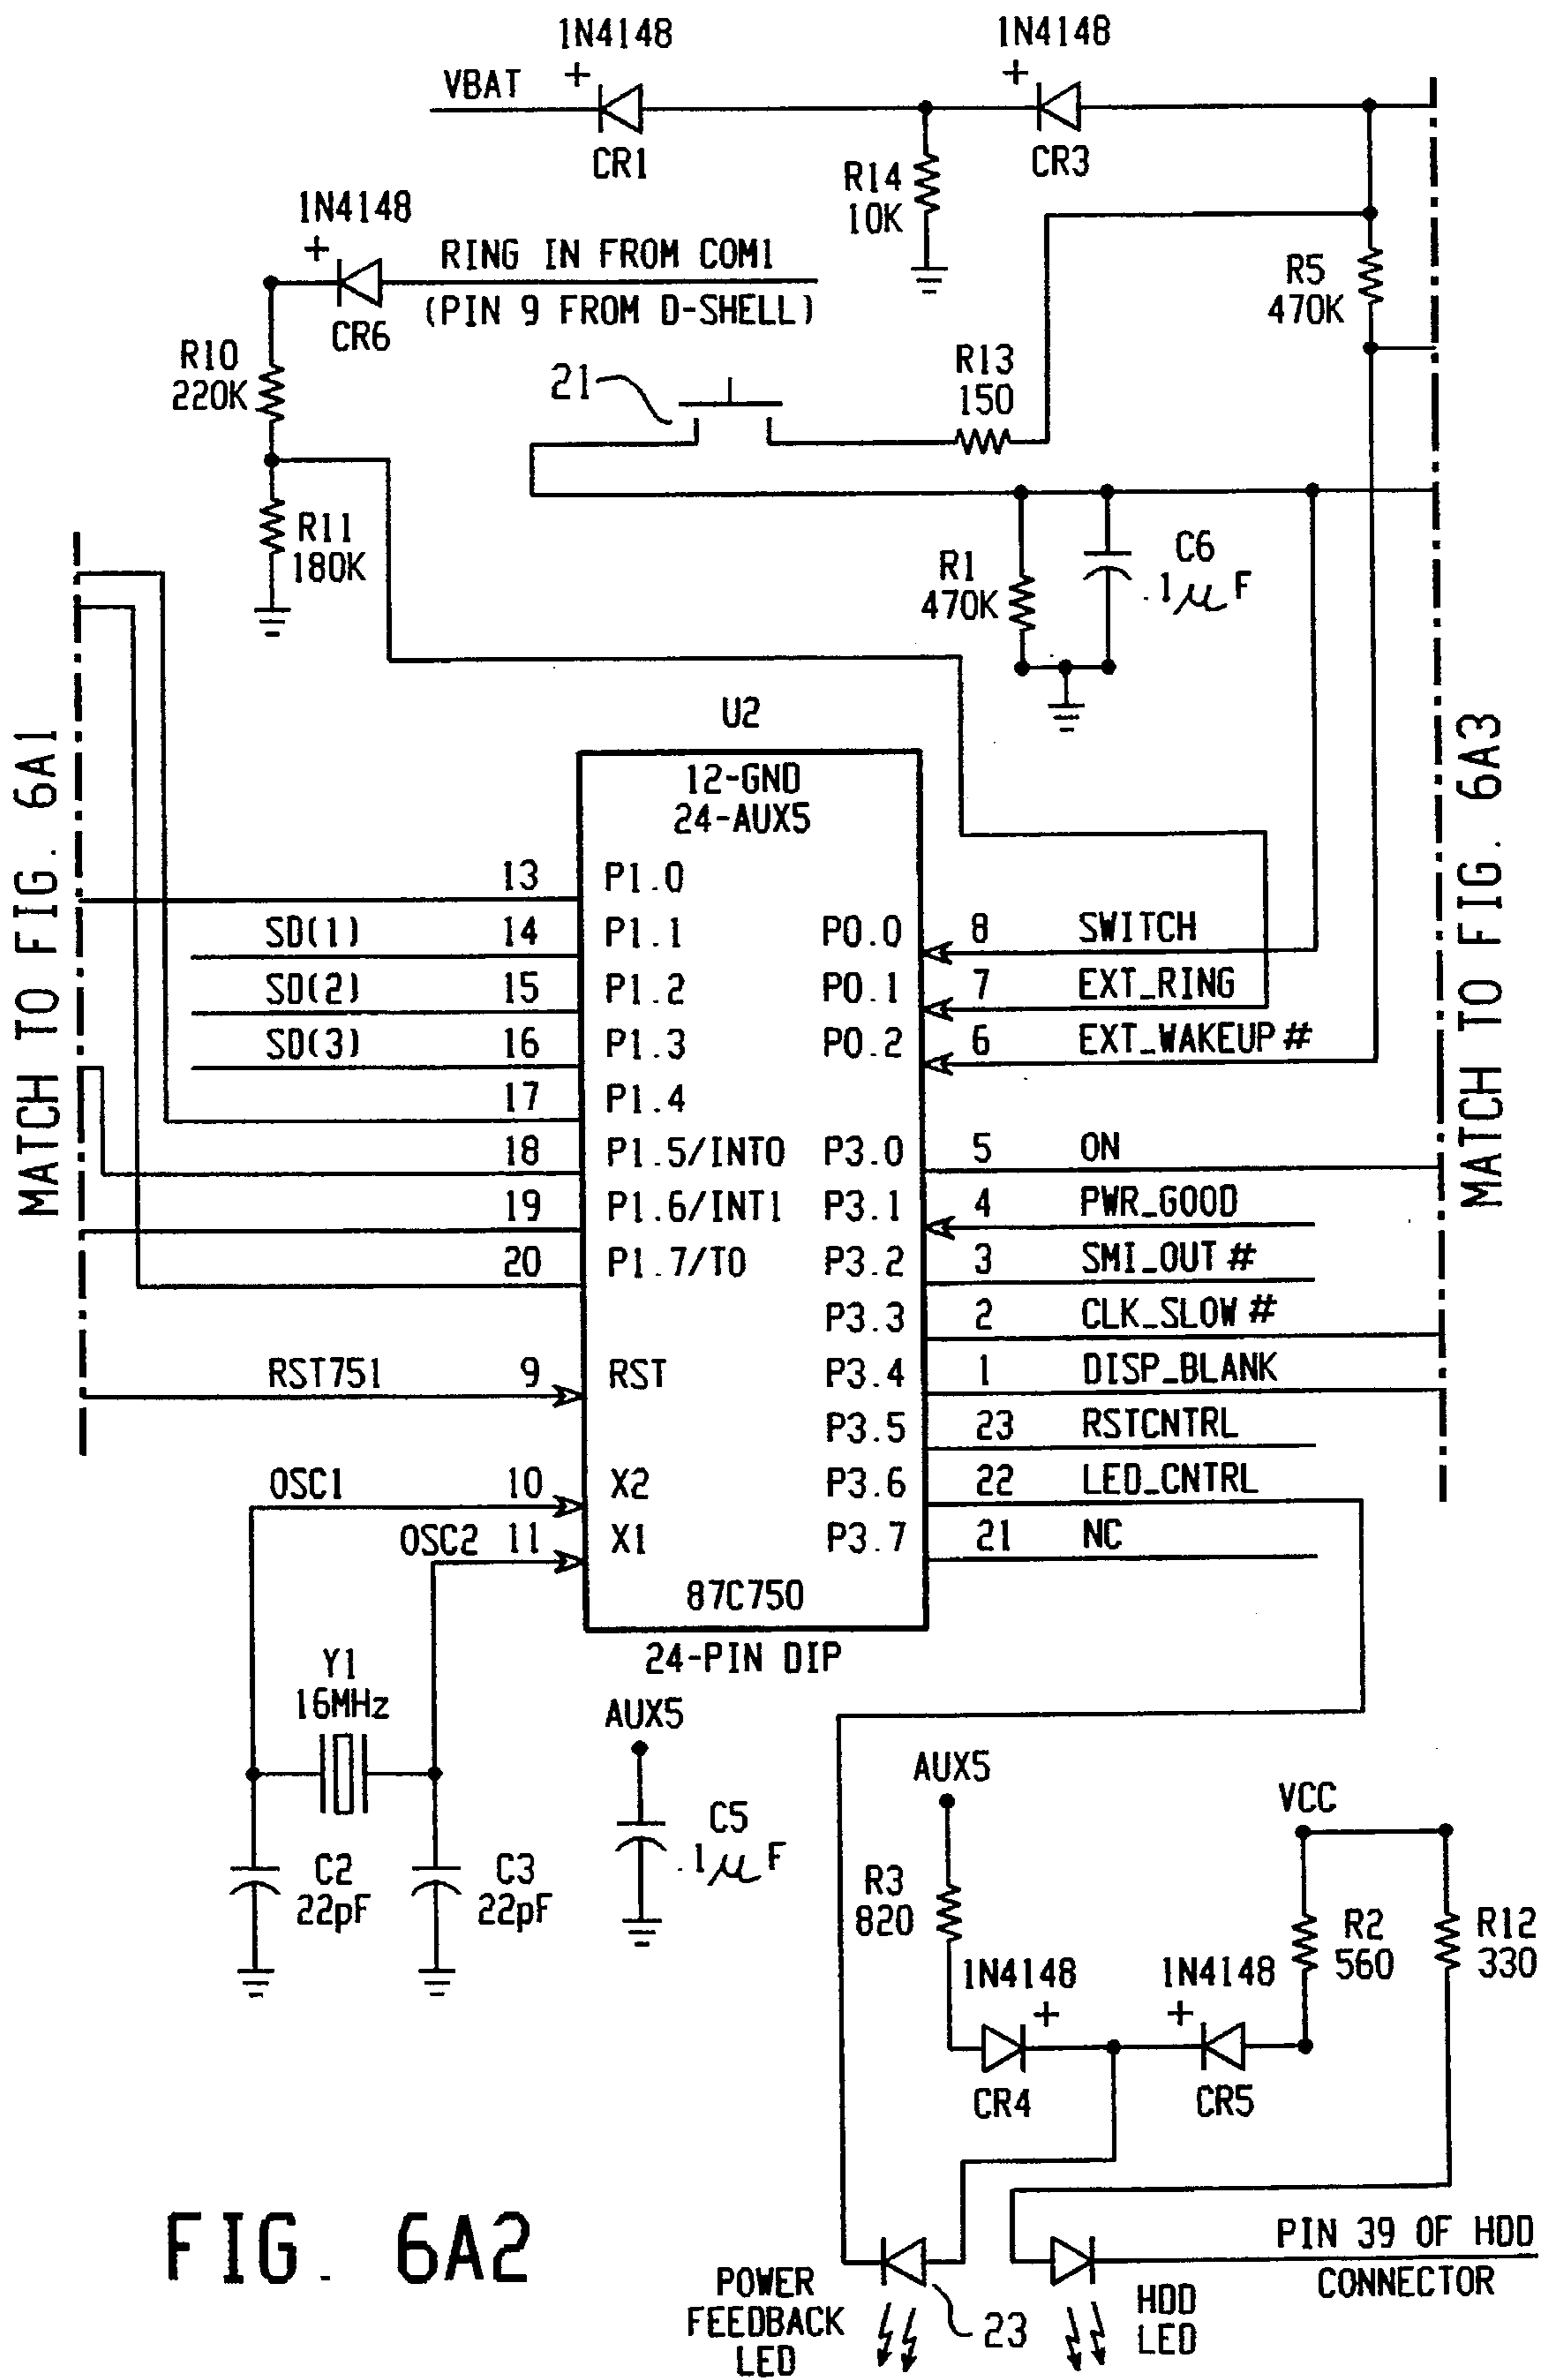 1N4148
1N4148
VBAT
+
+
CR1
CR3
R14
10K
1N4148
+
RING IN FROM COM1
(PIN 9 FROM D-SHELL)
CR6
R5
470K
R10
220K
21
R13
150
R11
180K
R1
470K
C6
.1µF
MATCH TO FIG. 6A1
MATCH TO FIG. 6A3
U2
12-GND
24-AUX5
13 P1.0
SD(1) 14 P1.1
P0.0 8 SWITCH
SD(2) 15 P1.2
P0.1 7 EXT_RING
SD(3) 16 P1.3
P0.2 6 EXT_WAKEUP#
17 P1.4
18 P1.5/INT0
P3.0 5 ON
19 P1.6/INT1
P3.1 4 PWR_GOOD
20 P1.7/T0
P3.2 3 SMI_OUT#
P3.3 2 CLK_SLOW#
RST751 9 RST
P3.4 1 DISP_BLANK
P3.5 23 RSTCNTRL
OSC1 10 X2
P3.6 22 LED_CNTRL
OSC2 11 X1
P3.7 21 NC
87C750
24-PIN DIP
Y1
16MHz
AUX5
C5
.1µF
C2
22pF
C3
22pF
AUX5
VCC
R3
820
R2
560
R12
330
1N4148
1N4148
+
+
CR4
CR5
PIN 39 OF HDD
CONNECTOR
POWER
FEEDBACK
LED
23
HDD
LED
FIG. 6A2